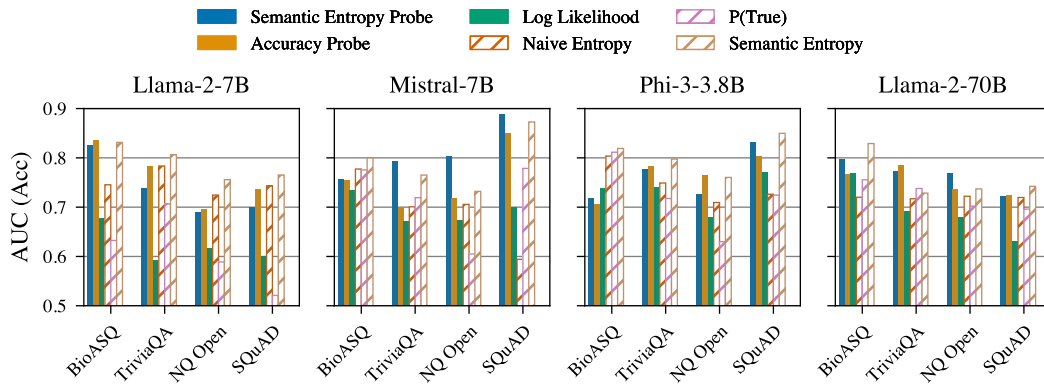 Semantic Entropy Probe
Log Likelihood
P(True)
Accuracy Probe
Naive Entropy
Semantic Entropy
Llama-2-7B
Mistral-7B
Phi-3-3.8B
Llama-2-70B
AUC (Acc)
0.9
0.8
0.7
0.6
0.5
BioASQ
TriviaQA
NQ Open
SQuAD
BioASQ
TriviaQA
NQ Open
SQuAD
BioASQ
TriviaQA
NQ Open
SQuAD
BioASQ
TriviaQA
NQ Open
SQuAD